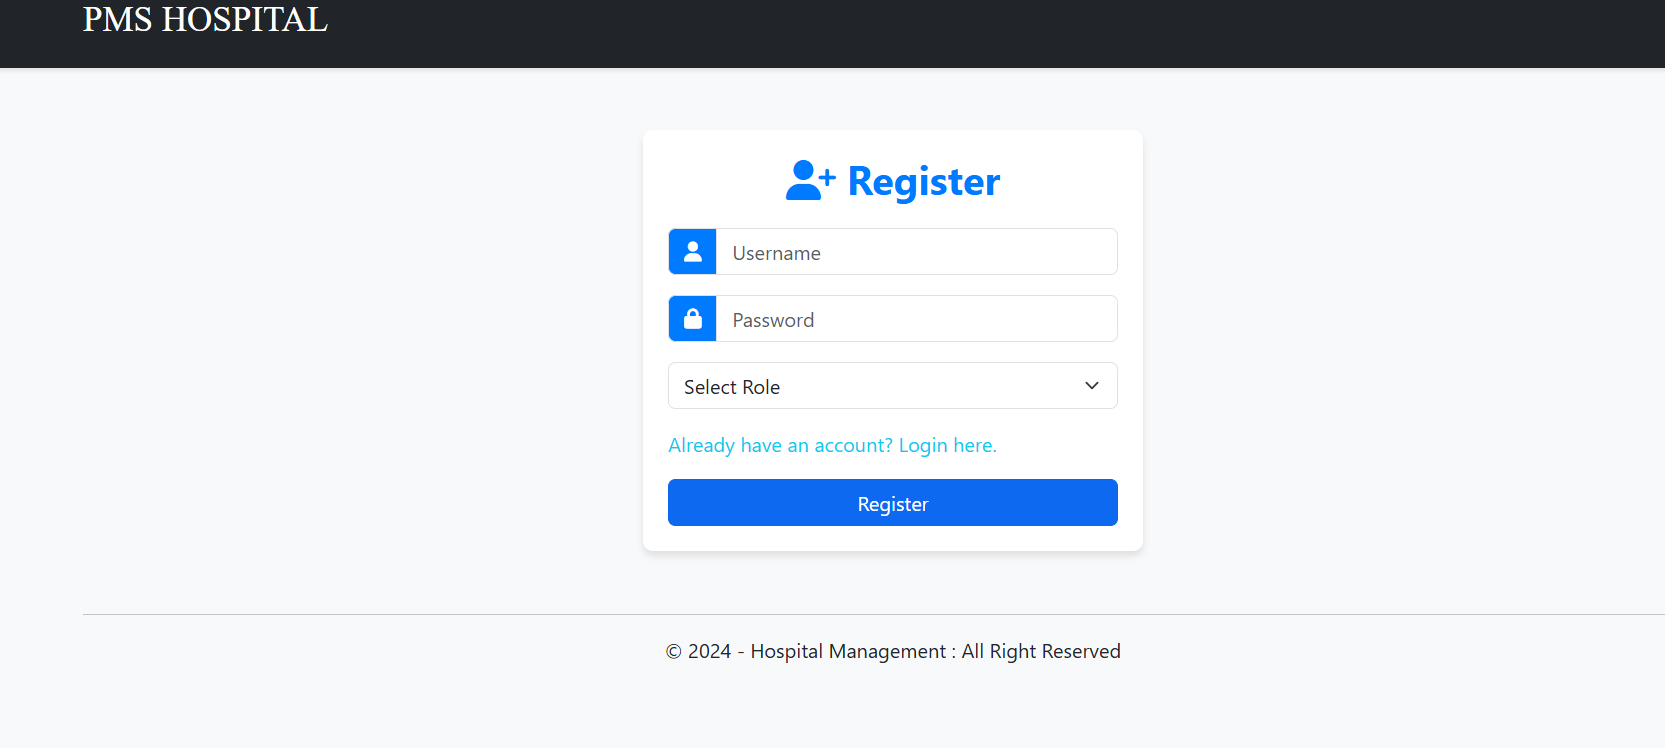 PMS HOSPITAL
Register
Username
Password
Select Role
Already have an account? Login here.
Register
© 2024 - Hospital Management : All Right Reserved